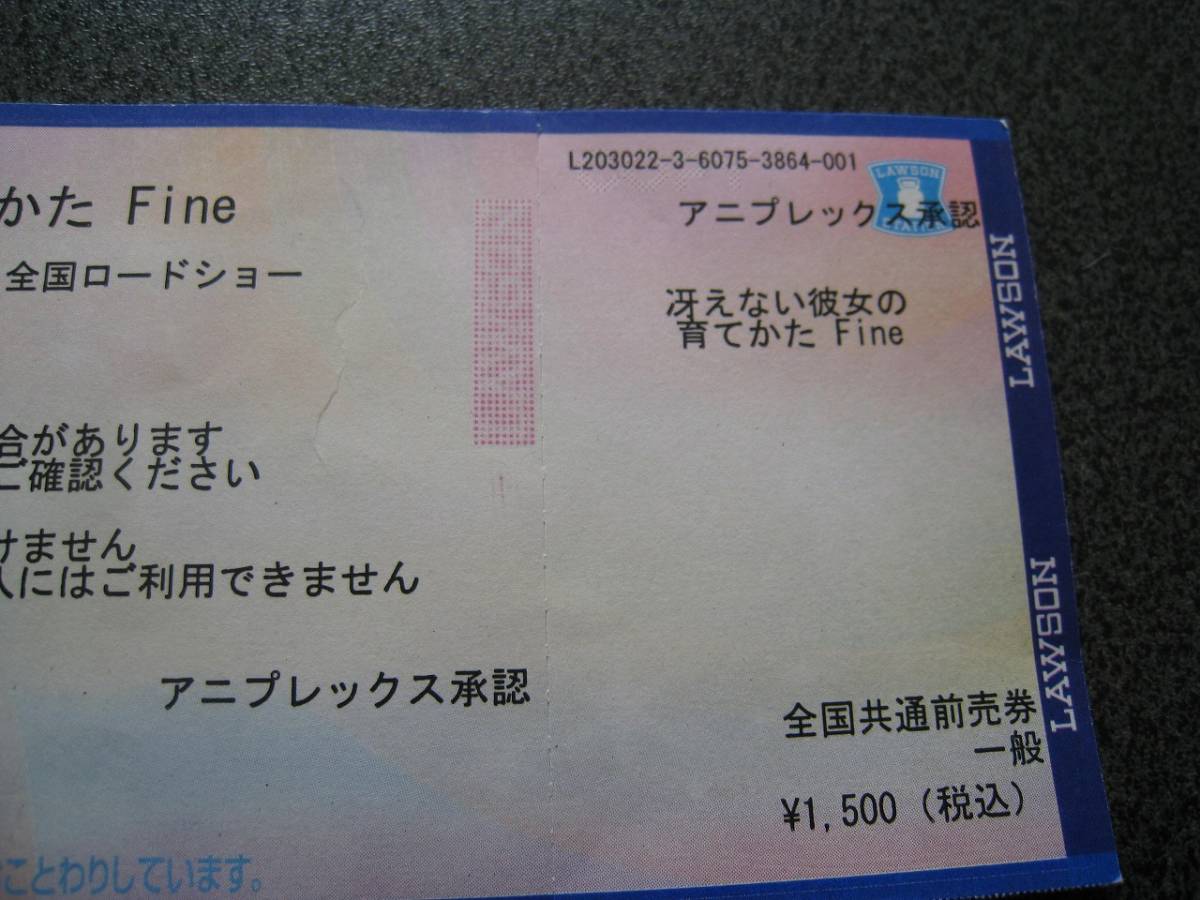 かた Fine
全国ロードショー
合があります
ご確認ください
けません
人にはご利用できません
アニプレックス承認
ことわりしています。
L203022-3-6075-3864-001
LAWSON
STATION
アニプレックス承認
冴えない彼女の
育てかた Fine
全国共通前売券
一般
¥1,500 (税込)
LAWSON
LAWSON